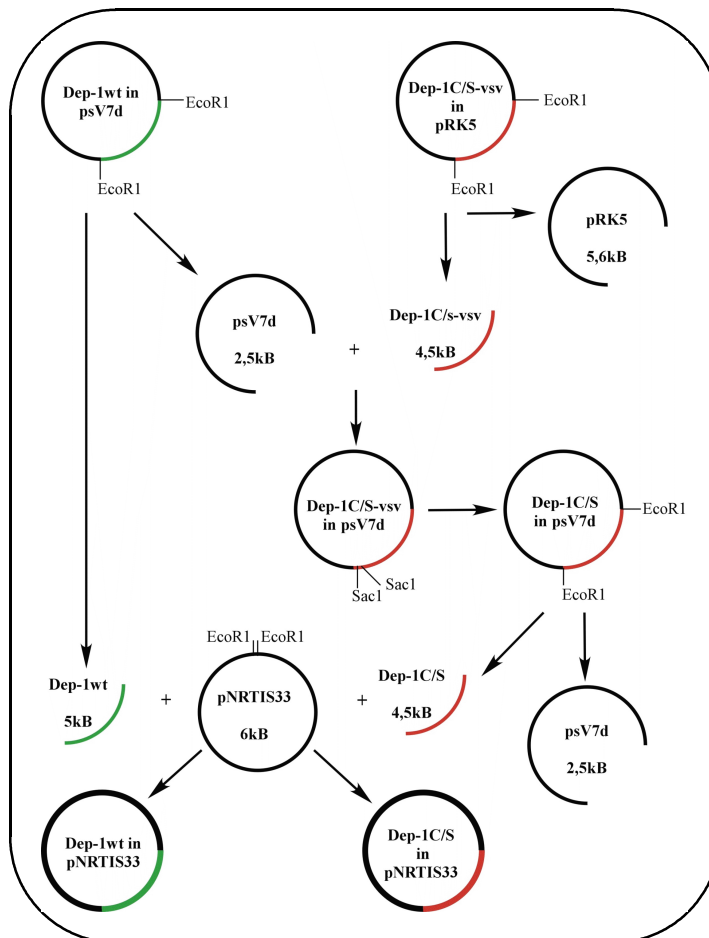 Dep-1wt in
psV7d
EcoR1
EcoR1
Dep-1C/S-vsv
in
pRK5
EcoR1
EcoR1
pRK5
5,6kB
psV7d
2,5kB
+
Dep-1C/s-vsv
4,5kB
Dep-1C/S-vsv
in psV7d
Sac1
Sac1
Dep-1C/S
in psV7d
EcoR1
EcoR1
Dep-1wt
5kB
+
EcoR1
EcoR1
pNRTIS33
6kB
+
Dep-1C/S
4,5kB
psV7d
2,5kB
Dep-1wt in
pNRTIS33
Dep-1C/S
in
pNRTIS33